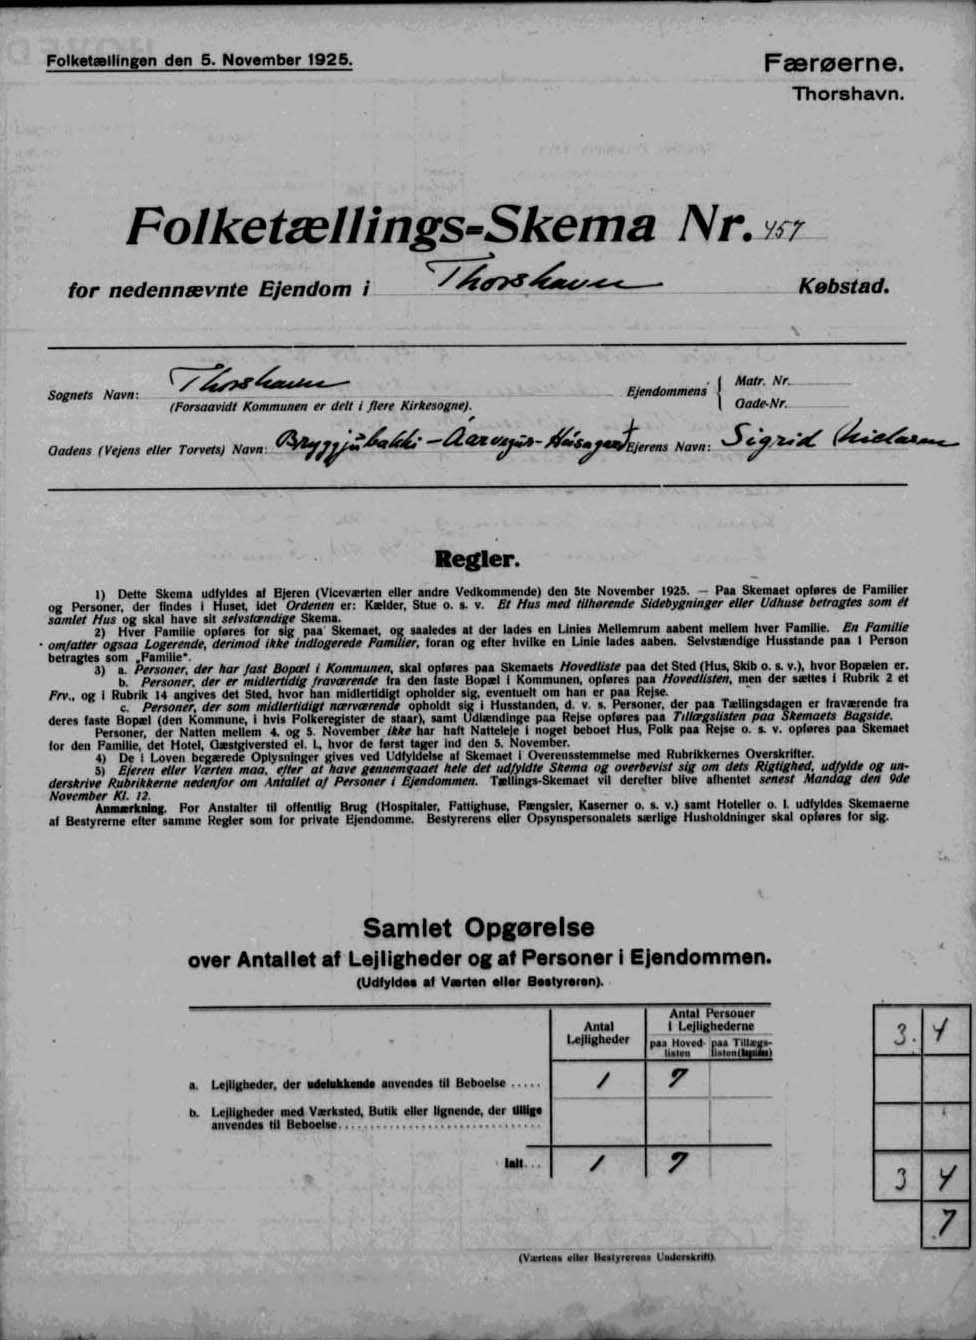 Folketællingen den 5. November 1925.
Færøerne.
Thorshavn.
Folketællings-Skema Nr. 457
for nedennævnte Ejendom i Thorshavn Købstad.
Sognets Navn: Thorshavn
(Forsaavidt Kommunen er delt i flere Kirkesogne).
Ejendommens { Matr. Nr.
Gade-Nr.
Gadens (Vejens eller Torvets) Navn: Bryggjubakki - Aarvegur - Húsagard Ejerens Navn: Sigrid Niclasen
Regler.
1) Dette Skema udfyldes af Ejeren (Viceværten eller andre Vedkommende) den 5te November 1925. — Paa Skemaet opføres de Familier
og Personer, der findes i Huset, idet Ordenen er: Kælder, Stue o. s. v. Et Hus med tilhørende Sidebygninger eller Udhuse betragtes som ét
samlet Hus og skal have sit selvstændige Skema.
2) Hver Familie opføres for sig paa Skemaet, og saaledes at der lades en Linies Mellemrum aabent mellem hver Familie. En Familie
omfatter ogsaa Logerende, derimod ikke indlogerede Familier, foran og efter hvilke en Linie lades aaben. Selvstændige Husstande paa 1 Person
betragtes som „Familie“.
3) a. Personer, der har fast Bopæl i Kommunen, skal opføres paa Skemaets Hovedliste paa det Sted (Hus, Skib o. s. v.), hvor Bopælen er.
b. Personer, der er midlertidig fraværende fra den faste Bopæl i Kommunen, opføres paa Hovedlisten, men der sættes i Rubrik 2 et
Frv., og i Rubrik 14 angives det Sted, hvor han midlertidigt opholder sig, eventuelt om han er paa Rejse.
c. Personer, der som midlertidigt nærværende opholdt sig i Husstanden, d. v. s. Personer, der paa Tællingsdagen er fraværende fra
deres faste Bopæl (den Kommune, i hvis Folkeregister de staar), samt Udlændinge paa Rejse opføres paa Tillægslisten paa Skemaets Bagside.
Personer, der Natten mellem 4. og 5. November ikke har haft Natteleje i noget beboet Hus, Folk paa Rejse o. s. v. opføres paa Skemaet
for den Familie, det Hotel, Gæstgiversted el. l., hvor de først tager ind den 5. November.
4) De i Loven begærede Oplysninger gives ved Udfyldelse af Skemaet i Overensstemmelse med Rubrikkernes Overskrifter.
5) Ejeren eller Værten maa, efter at have gennemgaaet hele det udfyldte Skema og overbevist sig om dets Rigtighed, udfylde og un-
derskrive Rubrikkerne nedenfor om Antallet af Personer i Ejendommen. Tællings-Skemaet vil derefter blive afhentet senest Mandag den 9de
November Kl. 12.
Anmærkning. For Anstalter til offentlig Brug (Hospitaler, Fattighuse, Fængsler, Kaserner o. s. v.) samt Hoteller o. l. udfyldes Skemaerne
af Bestyrerne efter samme Regler som for private Ejendomme. Bestyrerens eller Opsynspersonalets særlige Husholdninger skal opføres for sig.
Samlet Opgørelse
over Antallet af Lejligheder og af Personer i Ejendommen.
(Udfyldes af Værten eller Bestyreren).
Antal Lejligheder
Antal Personer i Lejlighederne
paa Hoved-listen
paa Tillægs-listen (Bagsiden)
a. Lejligheder, der udelukkende anvendes til Beboelse ..... 1 7
b. Lejligheder med Værksted, Butik eller lignende, der tillige
anvendes til Beboelse
Ialt... 1 7
3. 4
3 4
7
(Værtens eller Bestyrerens Underskrift)